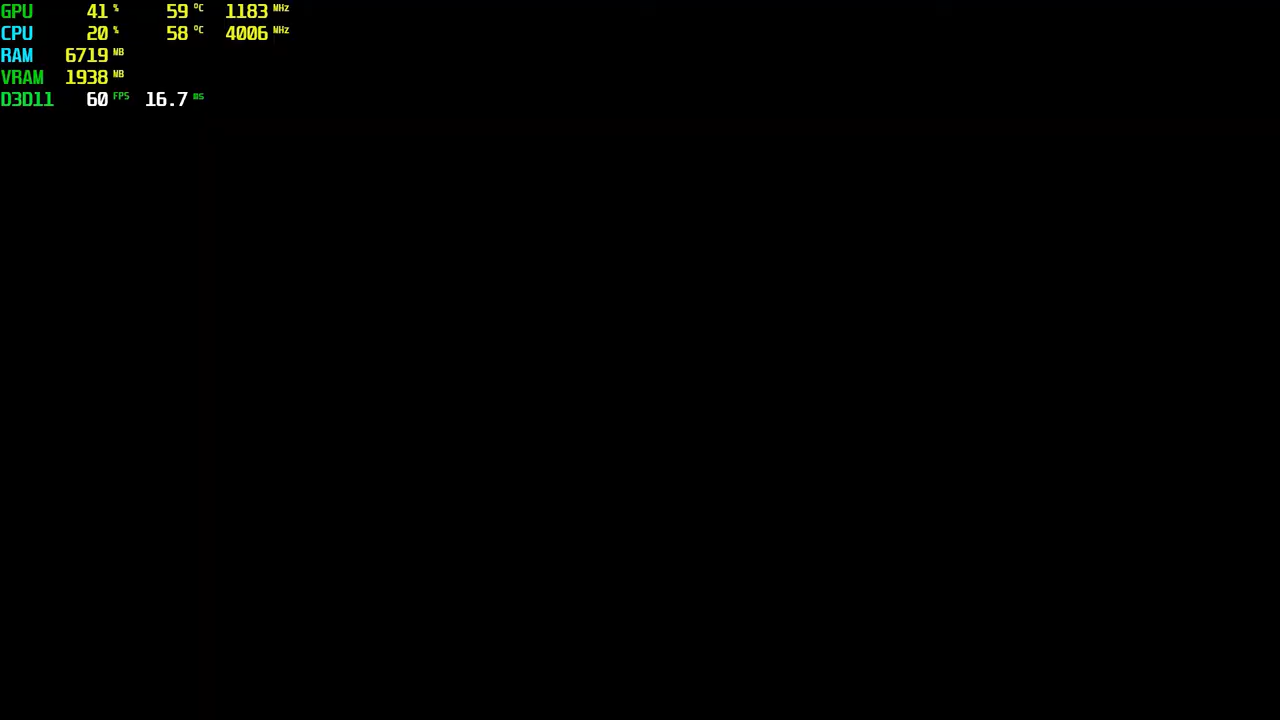 GPU 41 % 59 °C 1183 MHz
CPU 20 % 58 °C 4006 MHz
RAM 6719 MB
VRAM 1938 MB
D3D11 60 FPS 16.7 ms